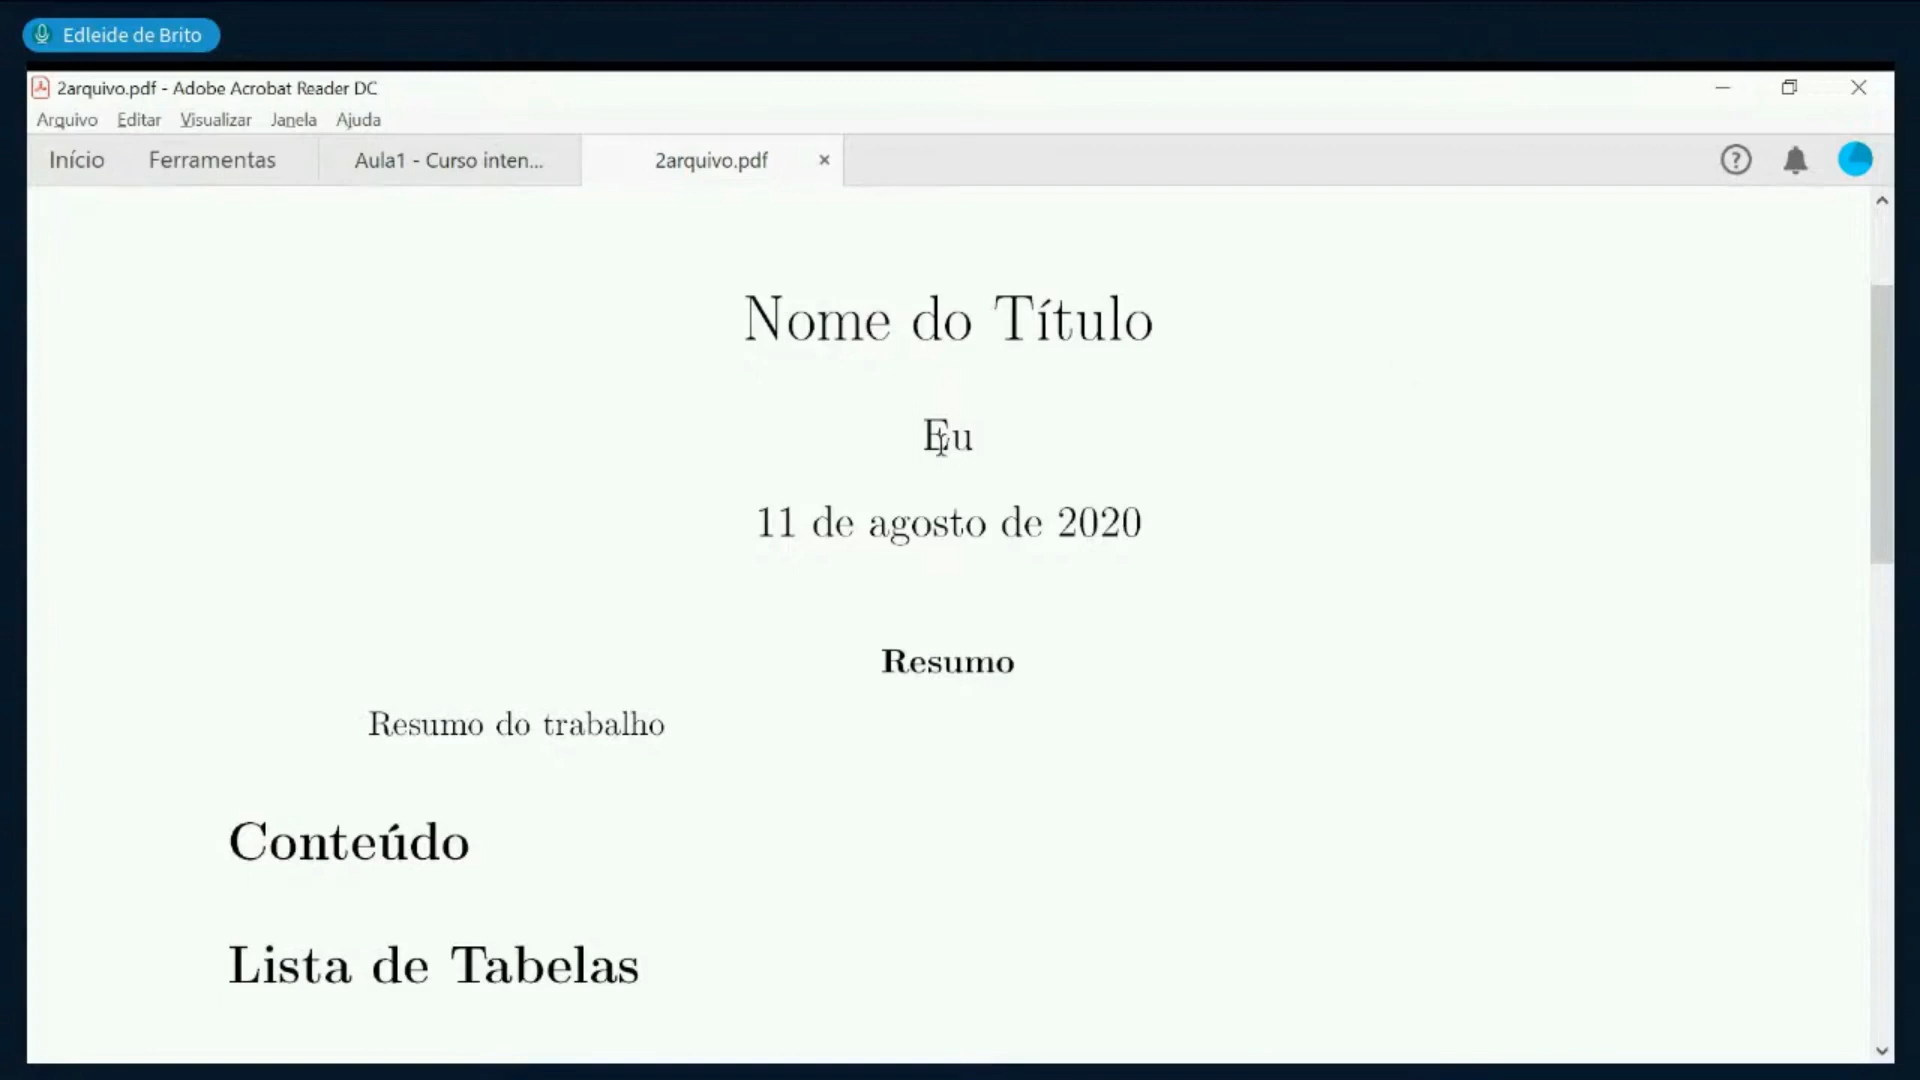 Edleide de Brito
2arquivo.pdf - Adobe Acrobat Reader DC
Arquivo Editar Visualizar Janela Ajuda
Início Ferramentas Aula1 - Curso inten... 2arquivo.pdf
Nome do Título
Eu
11 de agosto de 2020
Resumo
Resumo do trabalho
Conteúdo
Lista de Tabelas